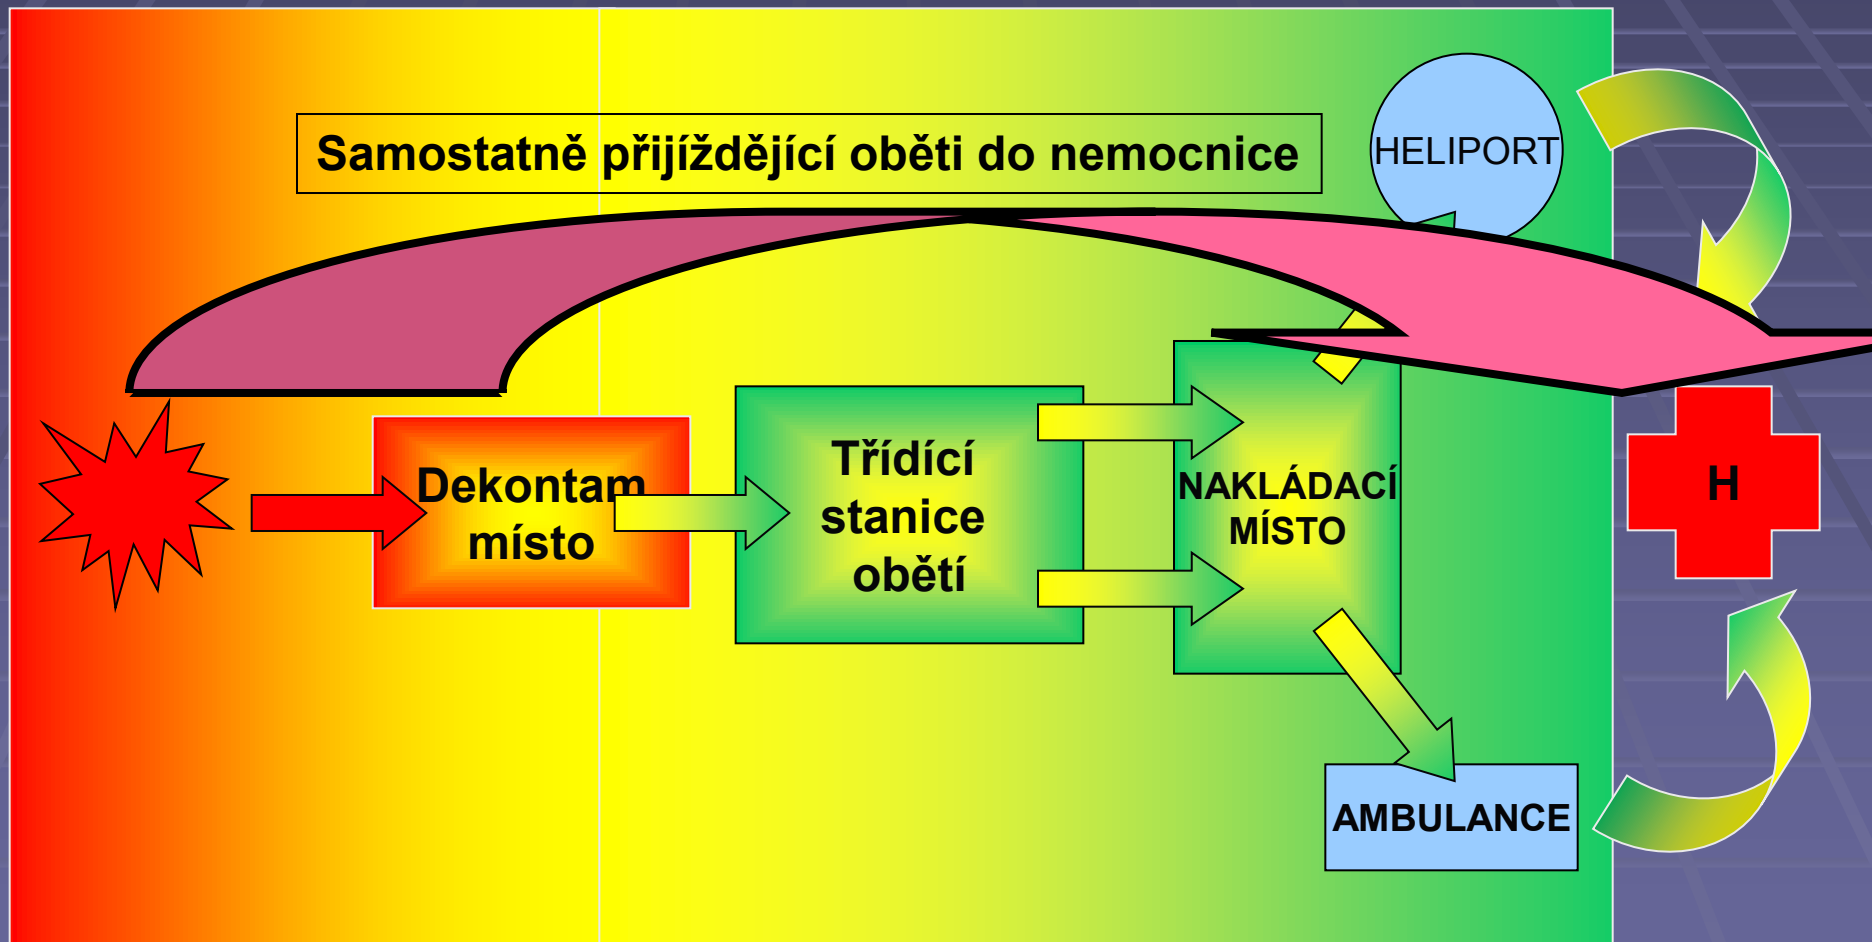 Samostatně přijíždějící oběti do nemocnice
HELIPORT
Dekontam
místo
Třídící
stanice
obětí
NAKLÁDACÍ
MÍSTO
H
AMBULANCE